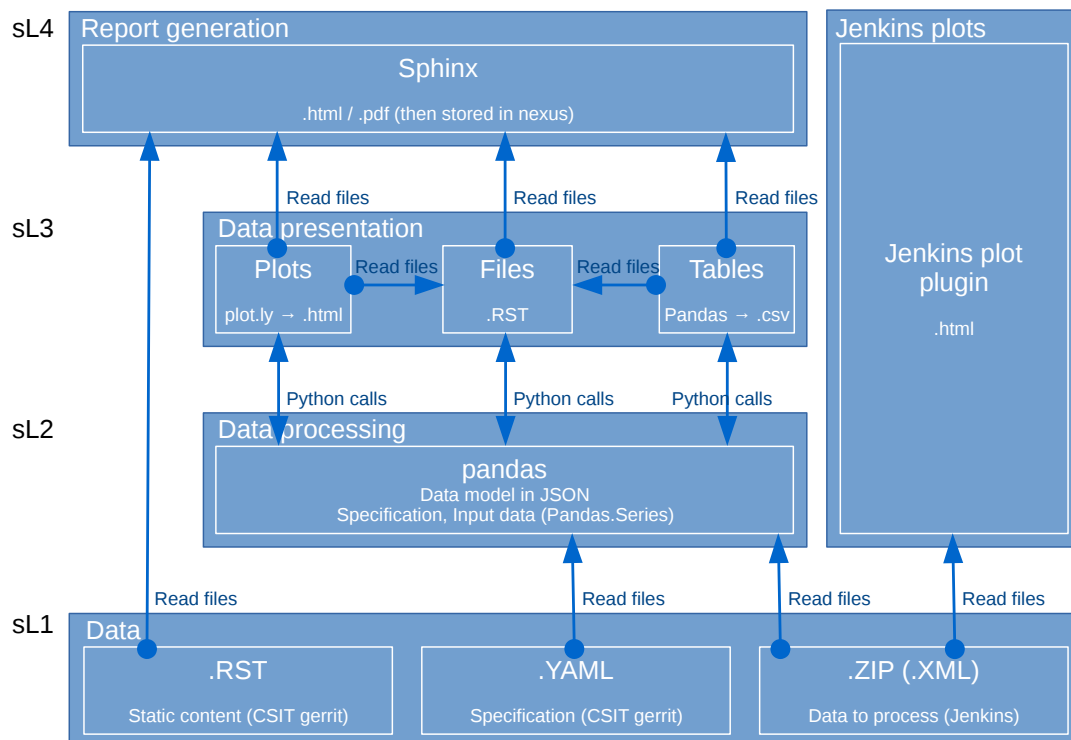 sL4
Report generation
Jenkins plots
Sphinx
.html / .pdf (then stored in nexus)
Read files
Read files
Read files
sL3
Data presentation
Plots
Read files
Files
Read files
Tables
plot.ly → .html
.RST
Pandas → .csv
Jenkins plot
plugin
.html
Python calls
Python calls
Python calls
sL2
Data processing
pandas
Data model in JSON
Specification, Input data (Pandas.Series)
Read files
Read files
Read files
Read files
sL1
Data
.RST
.YAML
.ZIP (.XML)
Static content (CSIT gerrit)
Specification (CSIT gerrit)
Data to process (Jenkins)